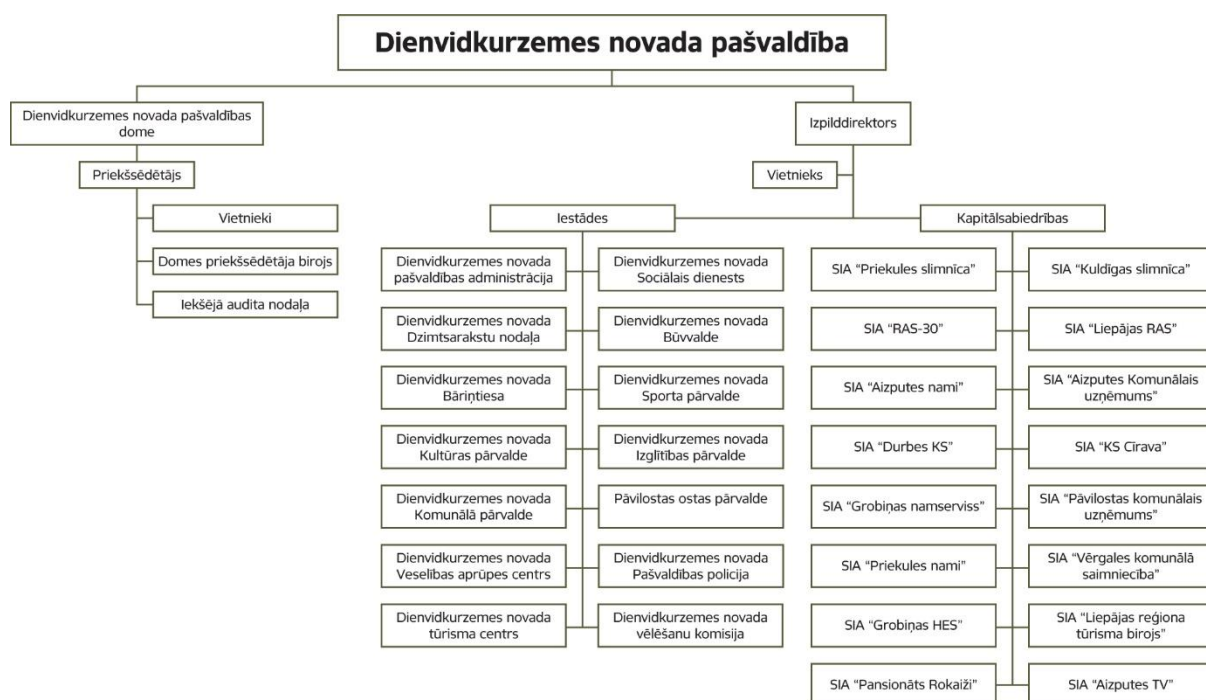 Dienvidkurzemes novada pašvaldība
Dienvidkurzemes novada pašvaldības
dome
Priekšsēdētājs
Vietnieki
Domes priekšsēdētāja birojs
Iekšējā audita nodaļa
Izpilddirektors
Vietnieks
Iestādes
Dienvidkurzemes novada
pašvaldības administrācija
Dienvidkurzemes novada
Sociālais dienests
Dienvidkurzemes novada
Dzimtsarakstu nodaļa
Dienvidkurzemes novada
Būvvalde
Dienvidkurzemes novada
Bāriņtiesa
Dienvidkurzemes novada
Sporta pārvalde
Dienvidkurzemes novada
Kultūras pārvalde
Dienvidkurzemes novada
Izglītības pārvalde
Dienvidkurzemes novada
Komunālā pārvalde
Pāvilostas ostas pārvalde
Dienvidkurzemes novada
Veselības aprūpes centrs
Dienvidkurzemes novada
Pašvaldības policija
Dienvidkurzemes novada
tūrisma centrs
Dienvidkurzemes novada
vēlēšanu komisija
Kapitālsabiedrības
SIA “Priekules slimnīca”
SIA “Kuldīgas slimnīca”
SIA “RAS-30”
SIA “Liepājas RAS”
SIA “Aizputes nami”
SIA “Aizputes Komunālais
uzņēmums”
SIA “Durbes KS”
SIA “KS Cīrava”
SIA “Grobiņas namserviss”
SIA “Pāvilostas komunālais
uzņēmums”
SIA “Priekules nami”
SIA “Vērgales komunālā
saimniecība”
SIA “Grobiņas HES”
SIA “Liepājas reģiona
tūrisma birojs”
SIA “Pansionāts Rokaiži”
SIA “Aizputes TV”